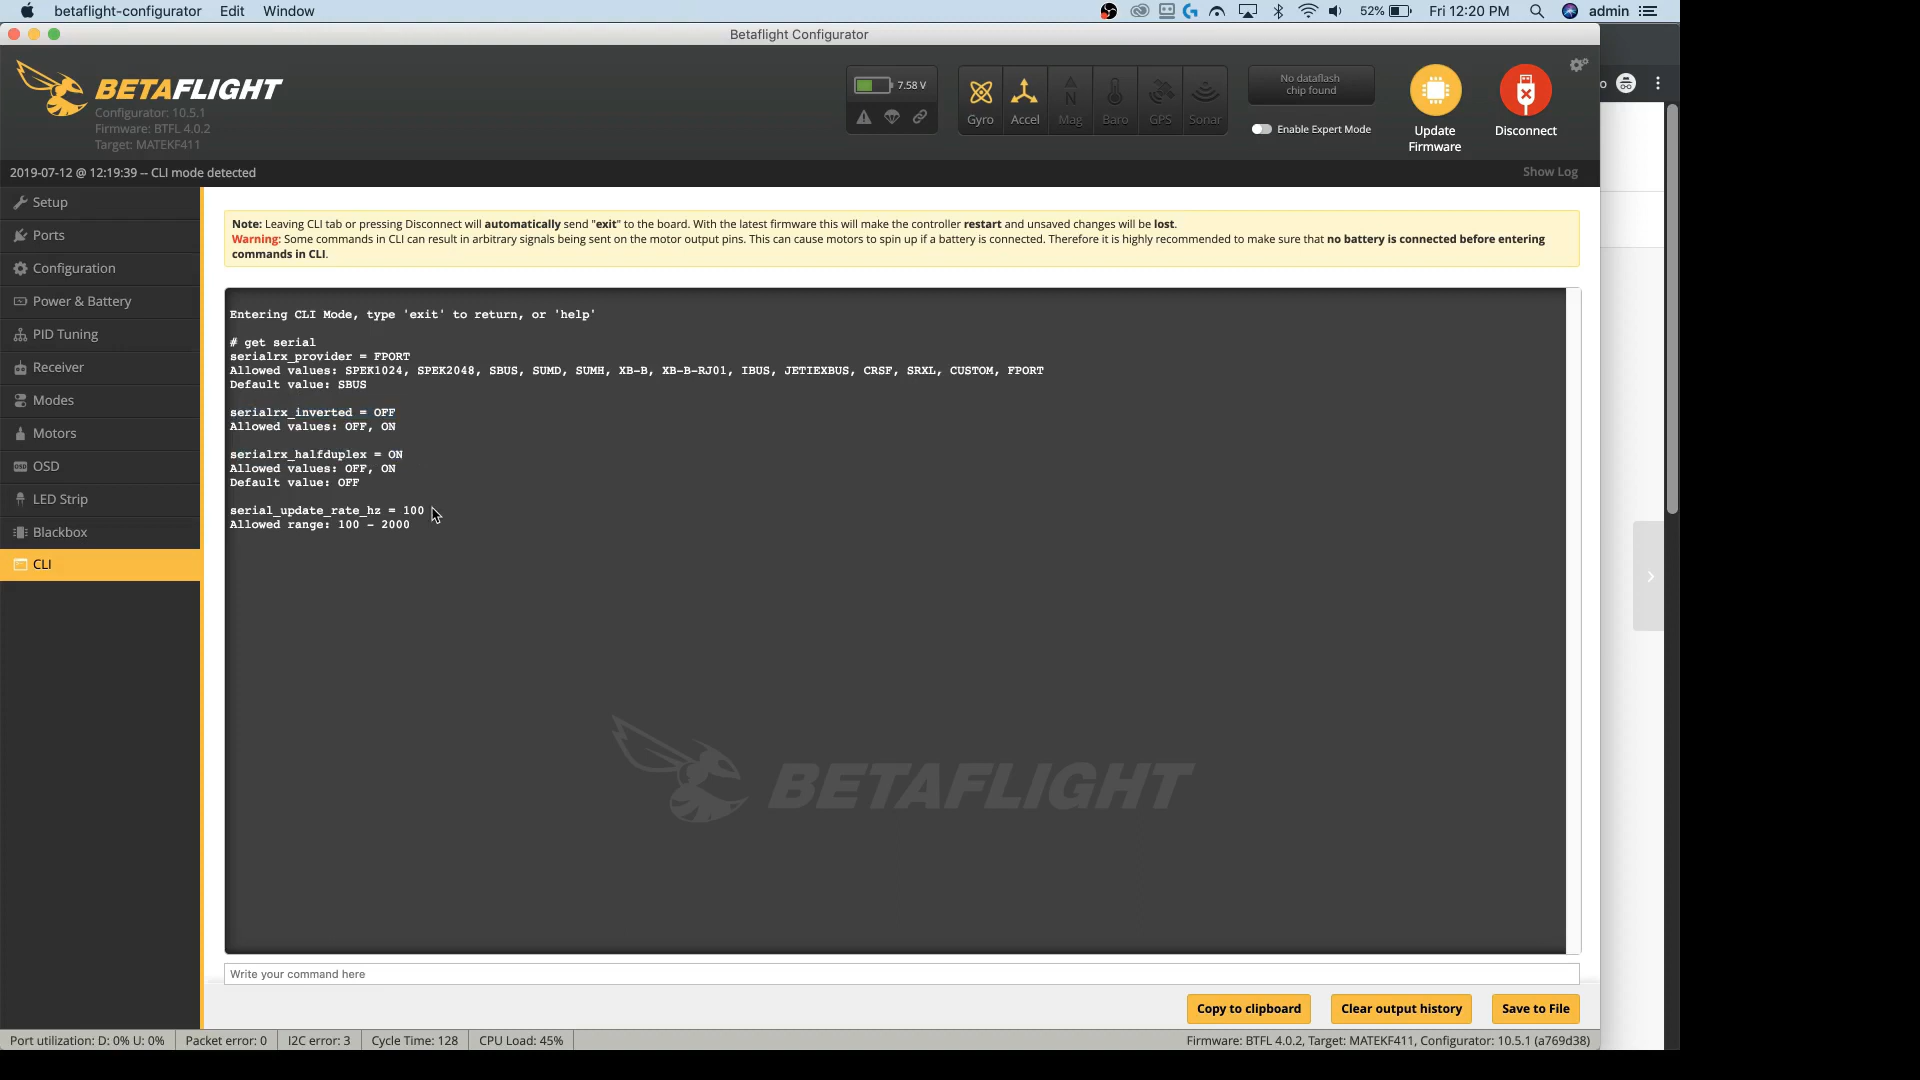 betaflight-configurator Edit Window 52% Fri 12:20 PM admin
Betaflight Configurator
BETAFLIGHT
Configurator: 10.5.1
Firmware: BTFL 4.0.2
Target: MATEKF411
7.58 V
Gyro Accel Mag Baro GPS Sonar
No dataflash
chip found
Enable Expert Mode
Update
Firmware
Disconnect
2019-07-12 @ 12:19:39 -- CLI mode detected
Show Log
Setup
Ports
Configuration
Power & Battery
PID Tuning
Receiver
Modes
Motors
OSD
LED Strip
Blackbox
CLI
Note: Leaving CLI tab or pressing Disconnect will automatically send "exit" to the board. With the latest firmware this will make the controller restart and unsaved changes will be lost.
Warning: Some commands in CLI can result in arbitrary signals being sent on the motor output pins. This can cause motors to spin up if a battery is connected. Therefore it is highly recommended to make sure that no battery is connected before entering
commands in CLI.
Entering CLI Mode, type 'exit' to return, or 'help'
# get serial
serialrx_provider = FPORT
Allowed values: SPEK1024, SPEK2048, SBUS, SUMD, SUMH, XB-B, XB-B-RJ01, IBUS, JETIEXBUS, CRSF, SRXL, CUSTOM, FPORT
Default value: SBUS
serialrx_inverted = OFF
Allowed values: OFF, ON
serialrx_halfduplex = ON
Allowed values: OFF, ON
Default value: OFF
serial_update_rate_hz = 100
Allowed range: 100 - 2000
BETAFLIGHT
Write your command here
Copy to clipboard
Clear output history
Save to File
Port utilization: D: 0% U: 0% Packet error: 0 I2C error: 3 Cycle Time: 128 CPU Load: 45% Firmware: BTFL 4.0.2, Target: MATEKF411, Configurator: 10.5.1 (a769d38)